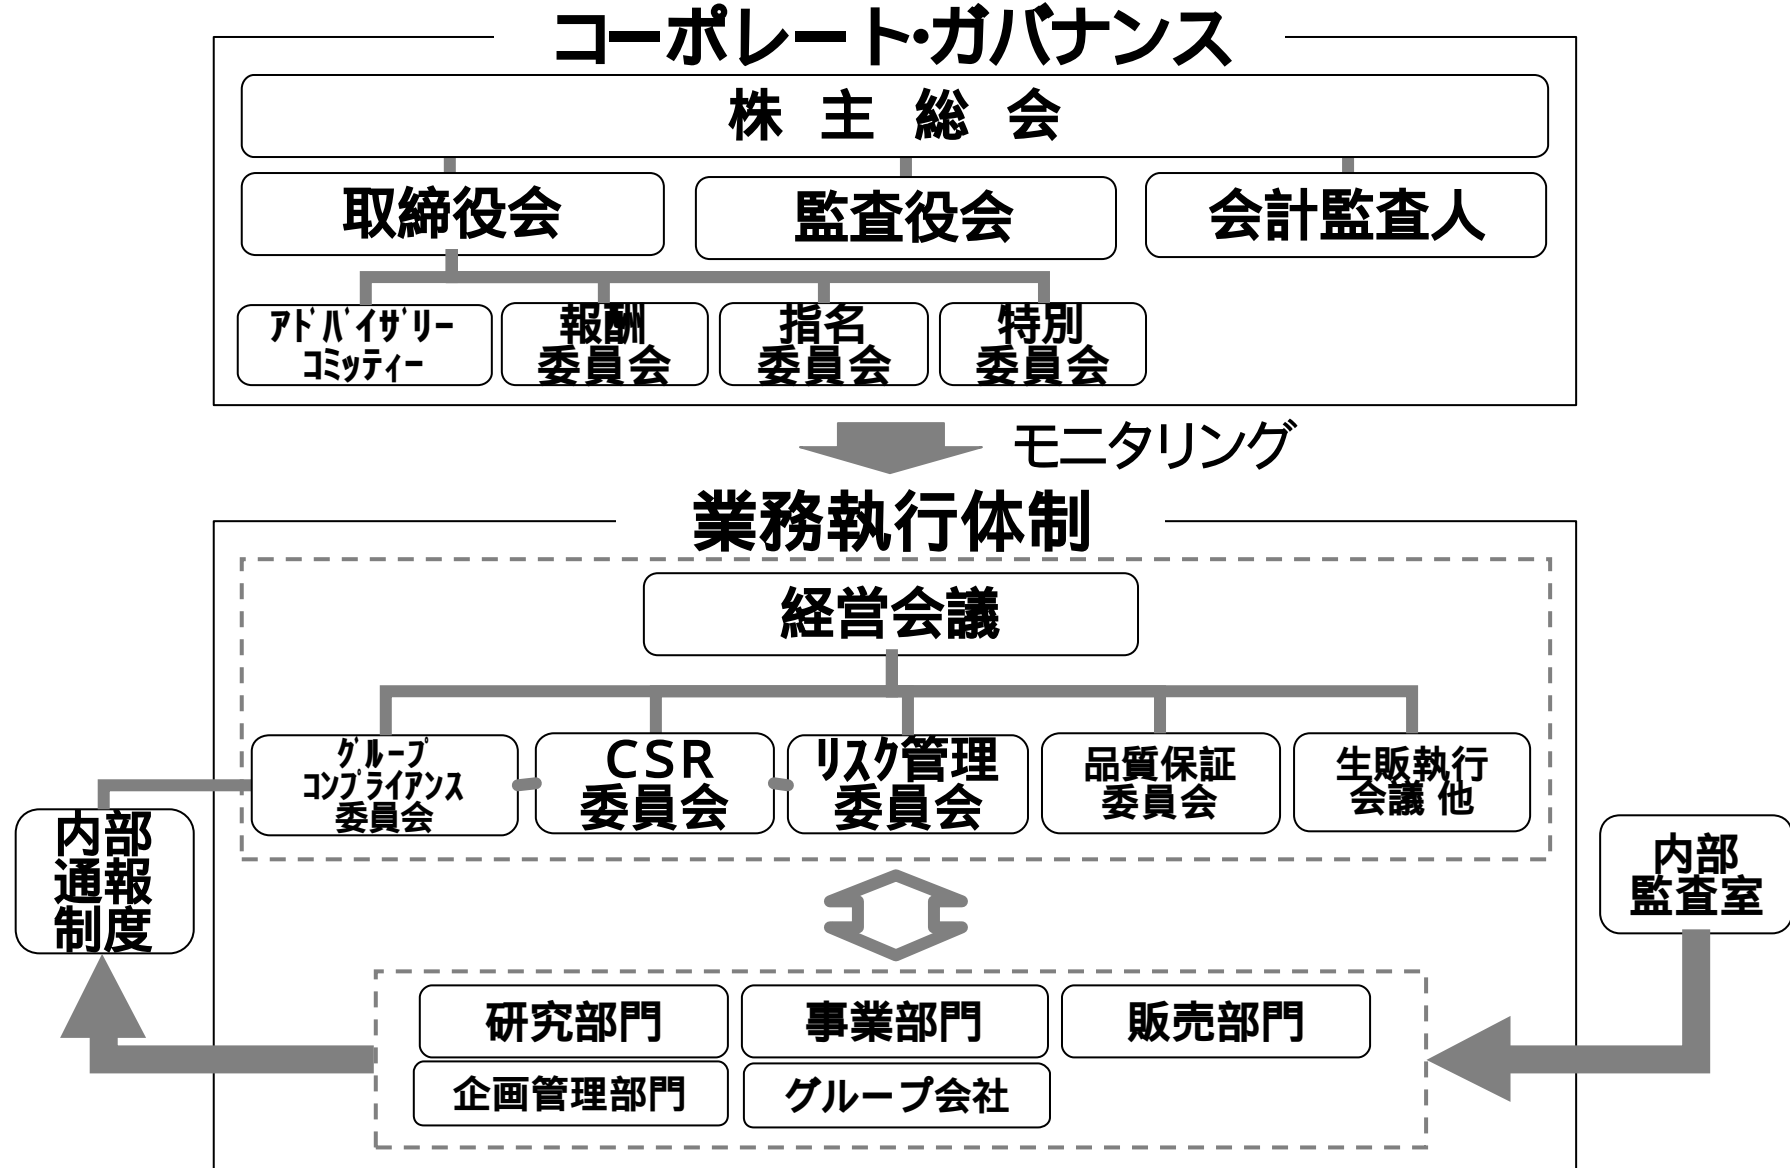 コーポレート・ガバナンス
株 主 総 会
取締役会
監査役会
会計監査人
ｱﾄﾞﾊﾞｲｻﾞﾘｰ
ｺﾐｯﾃｨｰ
報酬
委員会
指名
委員会
特別
委員会
モニタリング
業務執行体制
経営会議
ｸﾞﾙｰﾌﾟ
ｺﾝﾌﾟﾗｲｱﾝｽ
委員会
CSR
委員会
ﾘｽｸ管理
委員会
品質保証
委員会
生販執行
会議 他
内部
通報
制度
内部
監査室
研究部門
事業部門
販売部門
企画管理部門
グループ会社